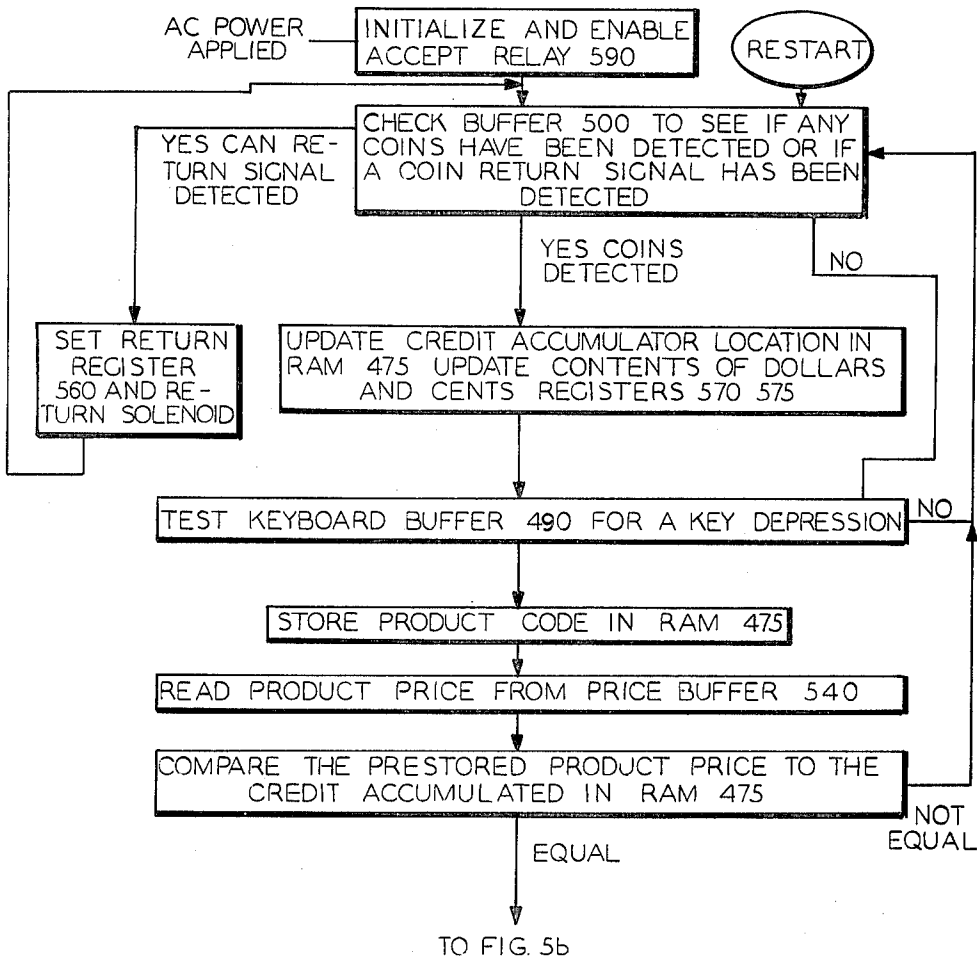 AC POWER
APPLIED
INITIALIZE AND ENABLE
ACCEPT RELAY 590
RESTART
CHECK BUFFER 500 TO SEE IF ANY
COINS HAVE BEEN DETECTED OR IF
A COIN RETURN SIGNAL HAS BEEN
DETECTED
YES CAN RE-
TURN SIGNAL
DETECTED
YES COINS
DETECTED
NO
SET RETURN
REGISTER
560 AND RE-
TURN SOLENOID
UPDATE CREDIT ACCUMULATOR LOCATION IN
RAM 475 UPDATE CONTENTS OF DOLLARS
AND CENTS REGISTERS 570 575
TEST KEYBOARD BUFFER 490 FOR A KEY DEPRESSION
NO
STORE PRODUCT CODE IN RAM 475
READ PRODUCT PRICE FROM PRICE BUFFER 540
COMPARE THE PRESTORED PRODUCT PRICE TO THE
CREDIT ACCUMULATED IN RAM 475
NOT
EQUAL
EQUAL
TO FIG. 5b